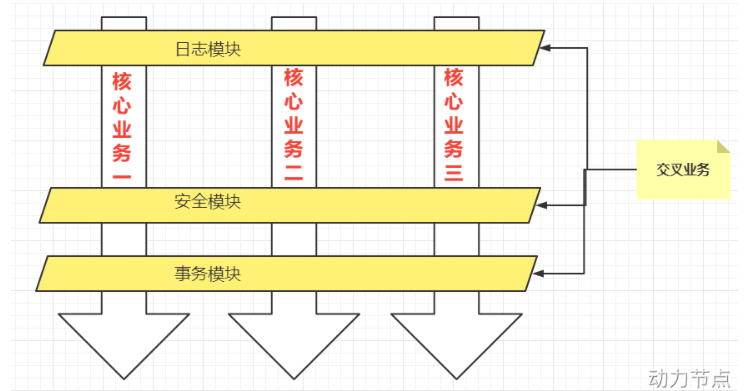 日志模块
核心业务一
核心业务二
核心业务三
交叉业务
安全模块
事务模块
动力节点